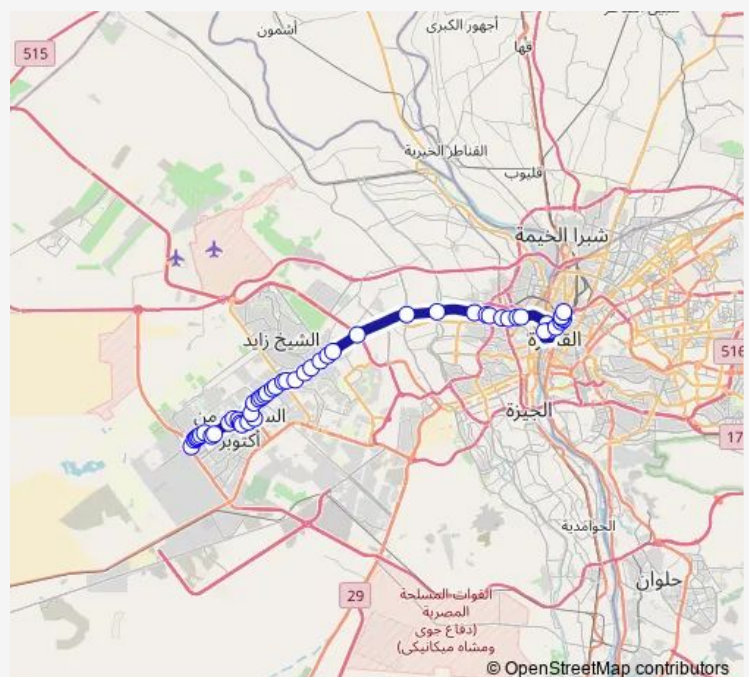 515
أشمون
أجهور الكبرى
قها
القناطر الخيرية
قليوب
شبرا الخيمة
الشيخ زايد
516
من
أكتوبر
الجيزة
17
الحوامدية
حلوان
29
القوات المسلحة
المصرية
(دفاع جوى
ومشاه ميكانيكى)
© OpenStreetMap contributors